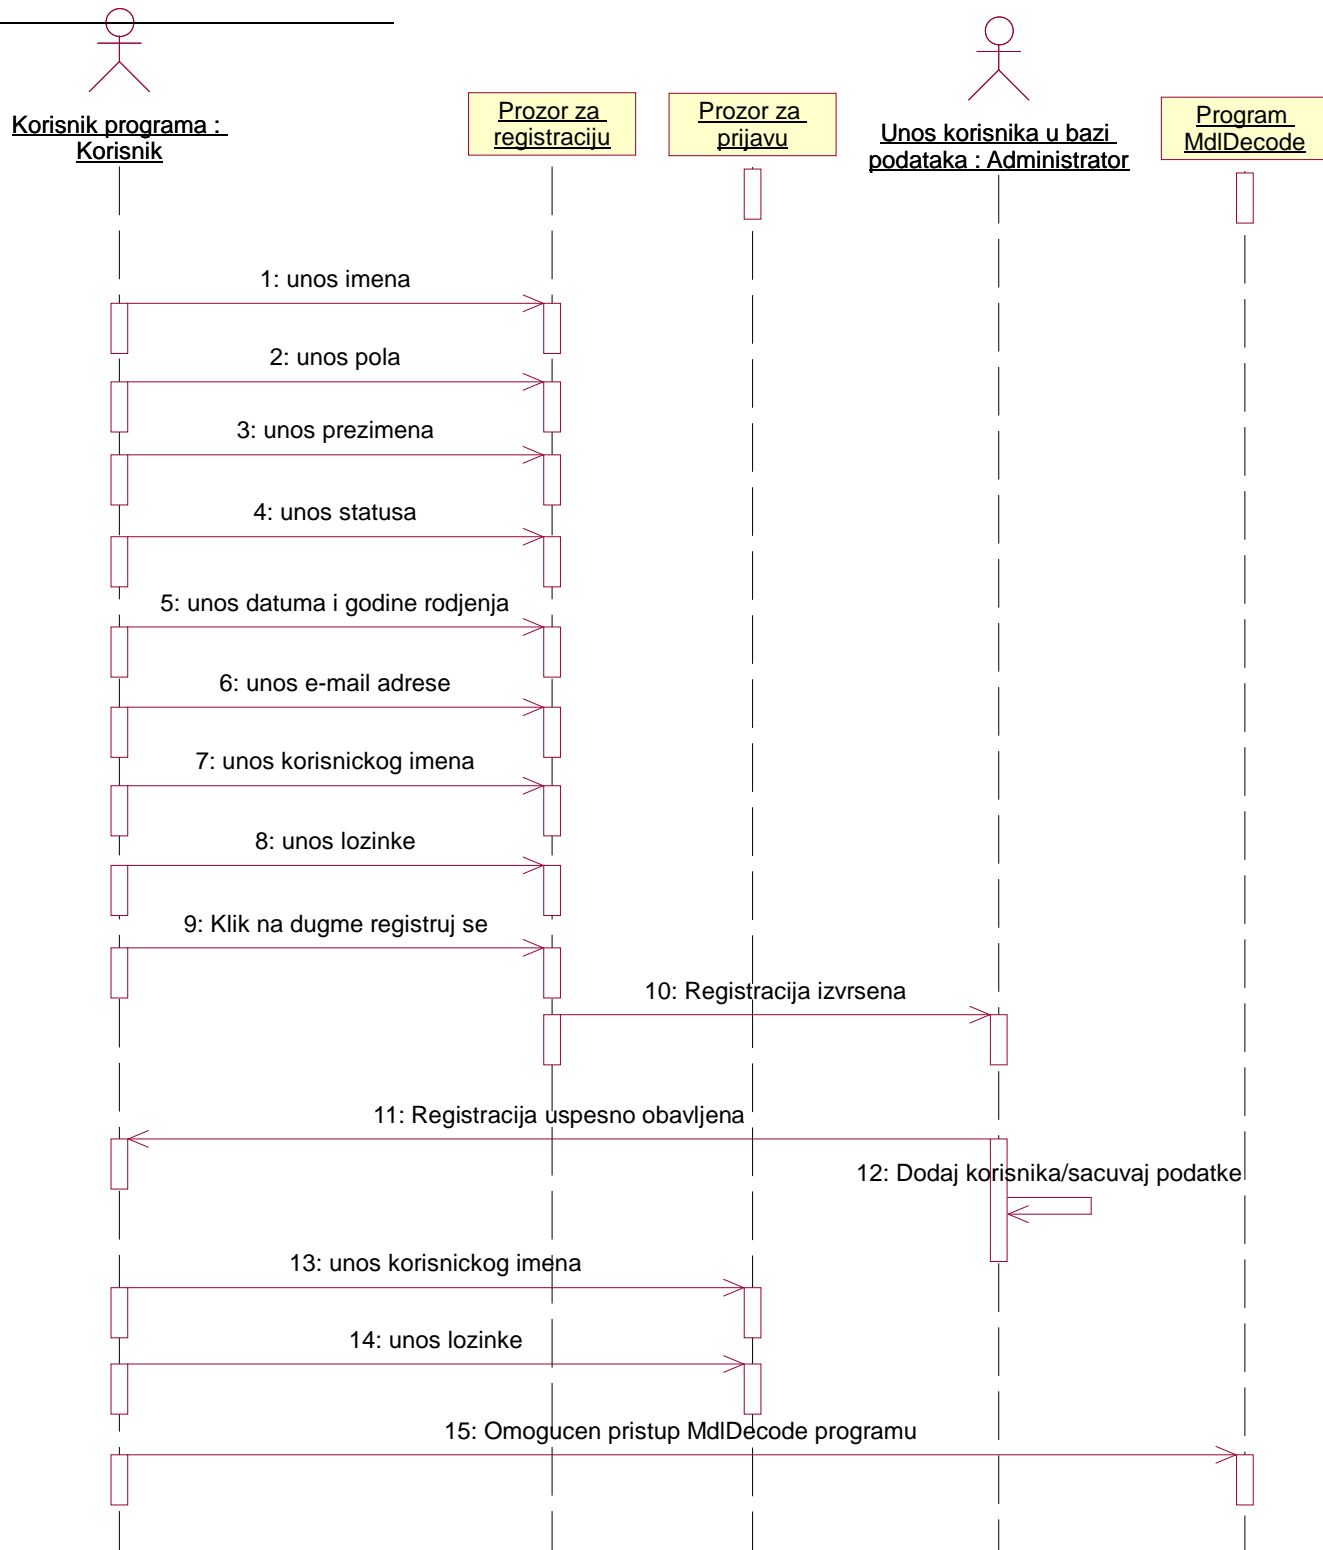 Korisnik programa :
Korisnik
Prozor za
registraciju
Prozor za
prijavu
Unos korisnika u bazi
podataka : Administrator
Program
MdlDecode
1: unos imena
2: unos pola
3: unos prezimena
4: unos statusa
5: unos datuma i godine rodjenja
6: unos e-mail adrese
7: unos korisnickog imena
8: unos lozinke
9: Klik na dugme registruj se
10: Registracija izvrsena
11: Registracija uspesno obavljena
12: Dodaj korisnika/sacuvaj podatke
13: unos korisnickog imena
14: unos lozinke
15: Omogucen pristup MdlDecode programu